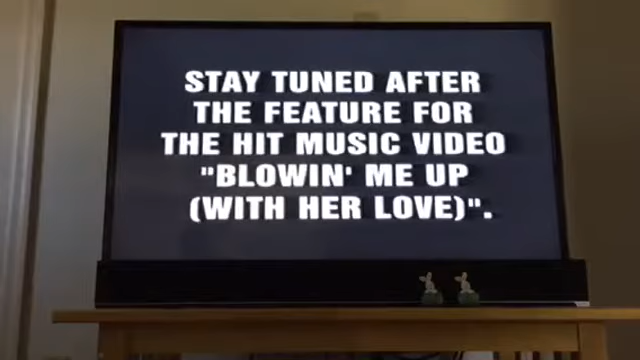 STAY TUNED AFTER
THE FEATURE FOR
THE HIT MUSIC VIDEO
"BLOWIN' ME UP
(WITH HER LOVE)".